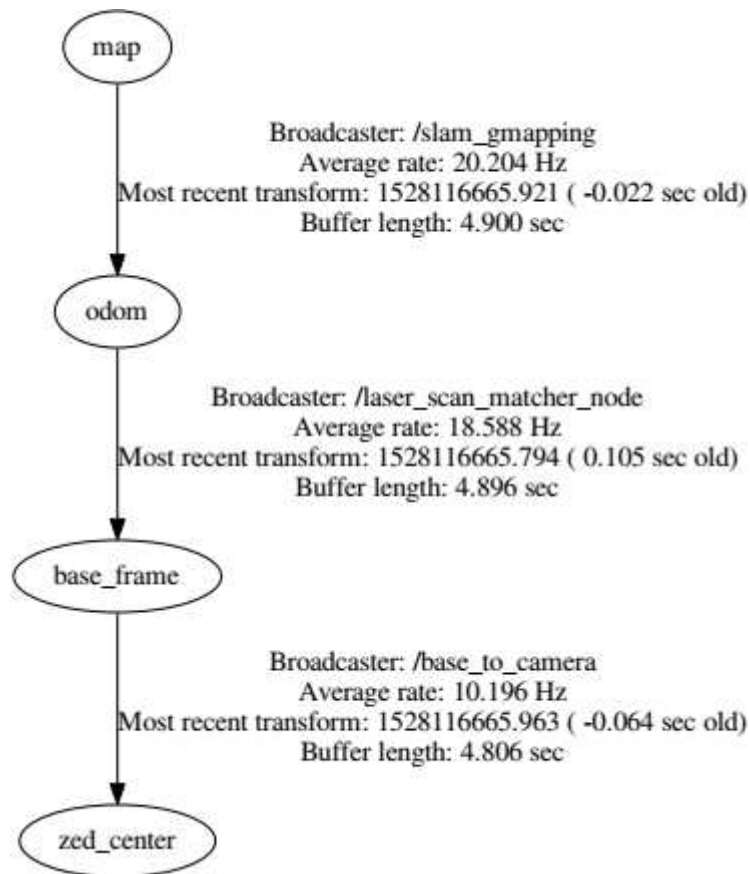 map
Broadcaster: /slam_gmapping
Average rate: 20.204 Hz
Most recent transform: 1528116665.921 ( -0.022 sec old)
Buffer length: 4.900 sec
odom
Broadcaster: /laser_scan_matcher_node
Average rate: 18.588 Hz
Most recent transform: 1528116665.794 ( 0.105 sec old)
Buffer length: 4.896 sec
base_frame
Broadcaster: /base_to_camera
Average rate: 10.196 Hz
Most recent transform: 1528116665.963 ( -0.064 sec old)
Buffer length: 4.806 sec
zed_center